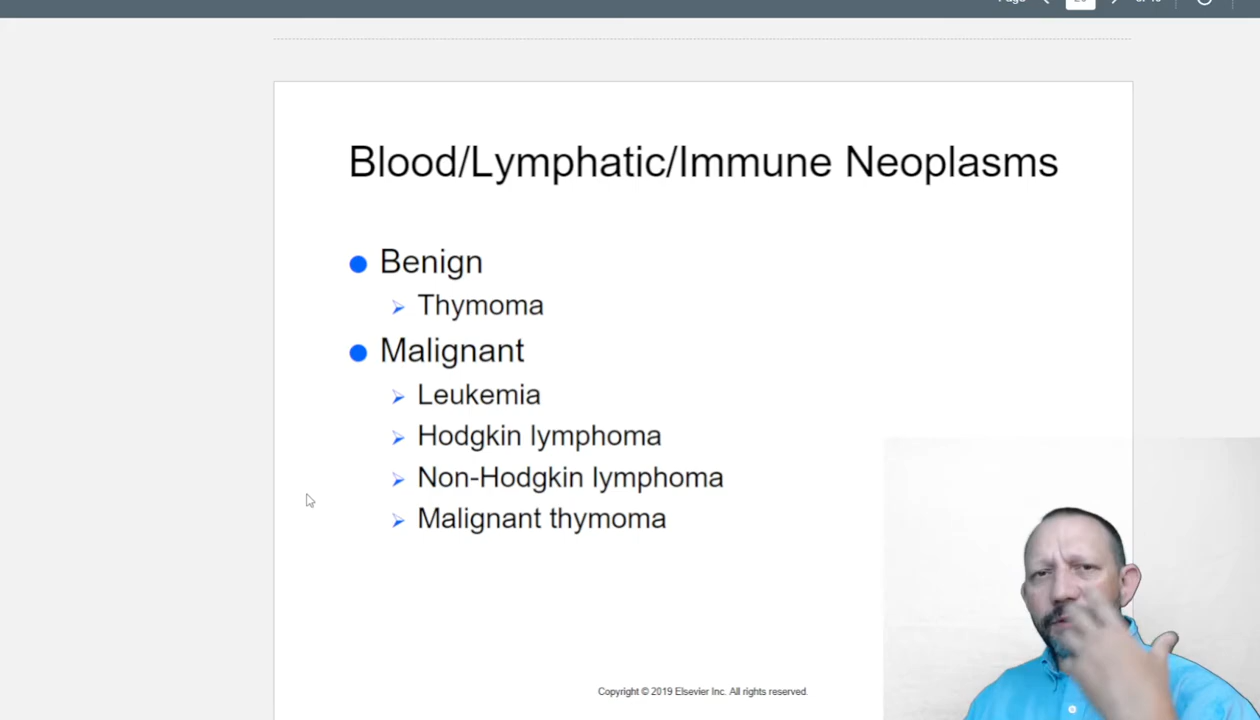 Blood/Lymphatic/Immune Neoplasms
Benign
Thymoma
Malignant
Leukemia
Hodgkin lymphoma
Non-Hodgkin lymphoma
Malignant thymoma
Copyright © 2019 Elsevier Inc. All rights reserved.